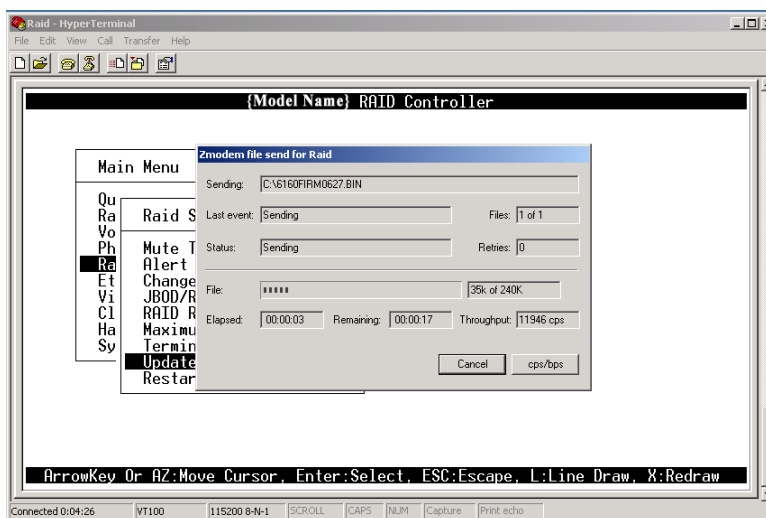 Raid - HyperTerminal
File Edit View Call Transfer Help
{Model Name} RAID Controller
Main Menu
Qu
Ra
Vo
Ph
Ra
Et
Vi
Cl
Ha
Sy
Raid S
Mute T
Alert
Change
JBOD/R
RAID R
Maximu
Termin
Update
Restar
Zmodem file send for Raid
Sending: C:\6160FIRM0627.BIN
Last event: Sending Files: 1 of 1
Status: Sending Retries: 0
File: 35k of 240K
Elapsed: 00:00:03 Remaining: 00:00:17 Throughput: 11946 cps
Cancel cps/bps
ArrowKey Or AZ:Move Cursor, Enter:Select, ESC:Escape, L:Line Draw, X:Redraw
Connected 0:04:26 VT100 115200 8-N-1 SCROLL CAPS NUM Capture Print echo